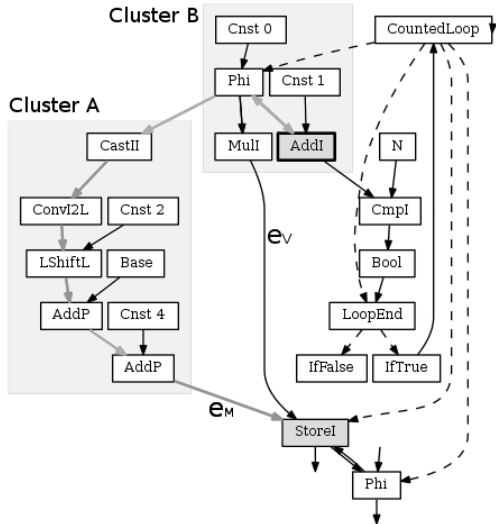 Cluster B
Cnst 0
CountedLoop
Phi
Cnst 1
Cluster A
CastII
MulI
AddI
N
ConvI2L
Cnst 2
CmpI
eV
LShiftL
Base
Bool
AddP
Cnst 4
LoopEnd
AddP
IfFalse
IfTrue
eM
StoreI
Phi